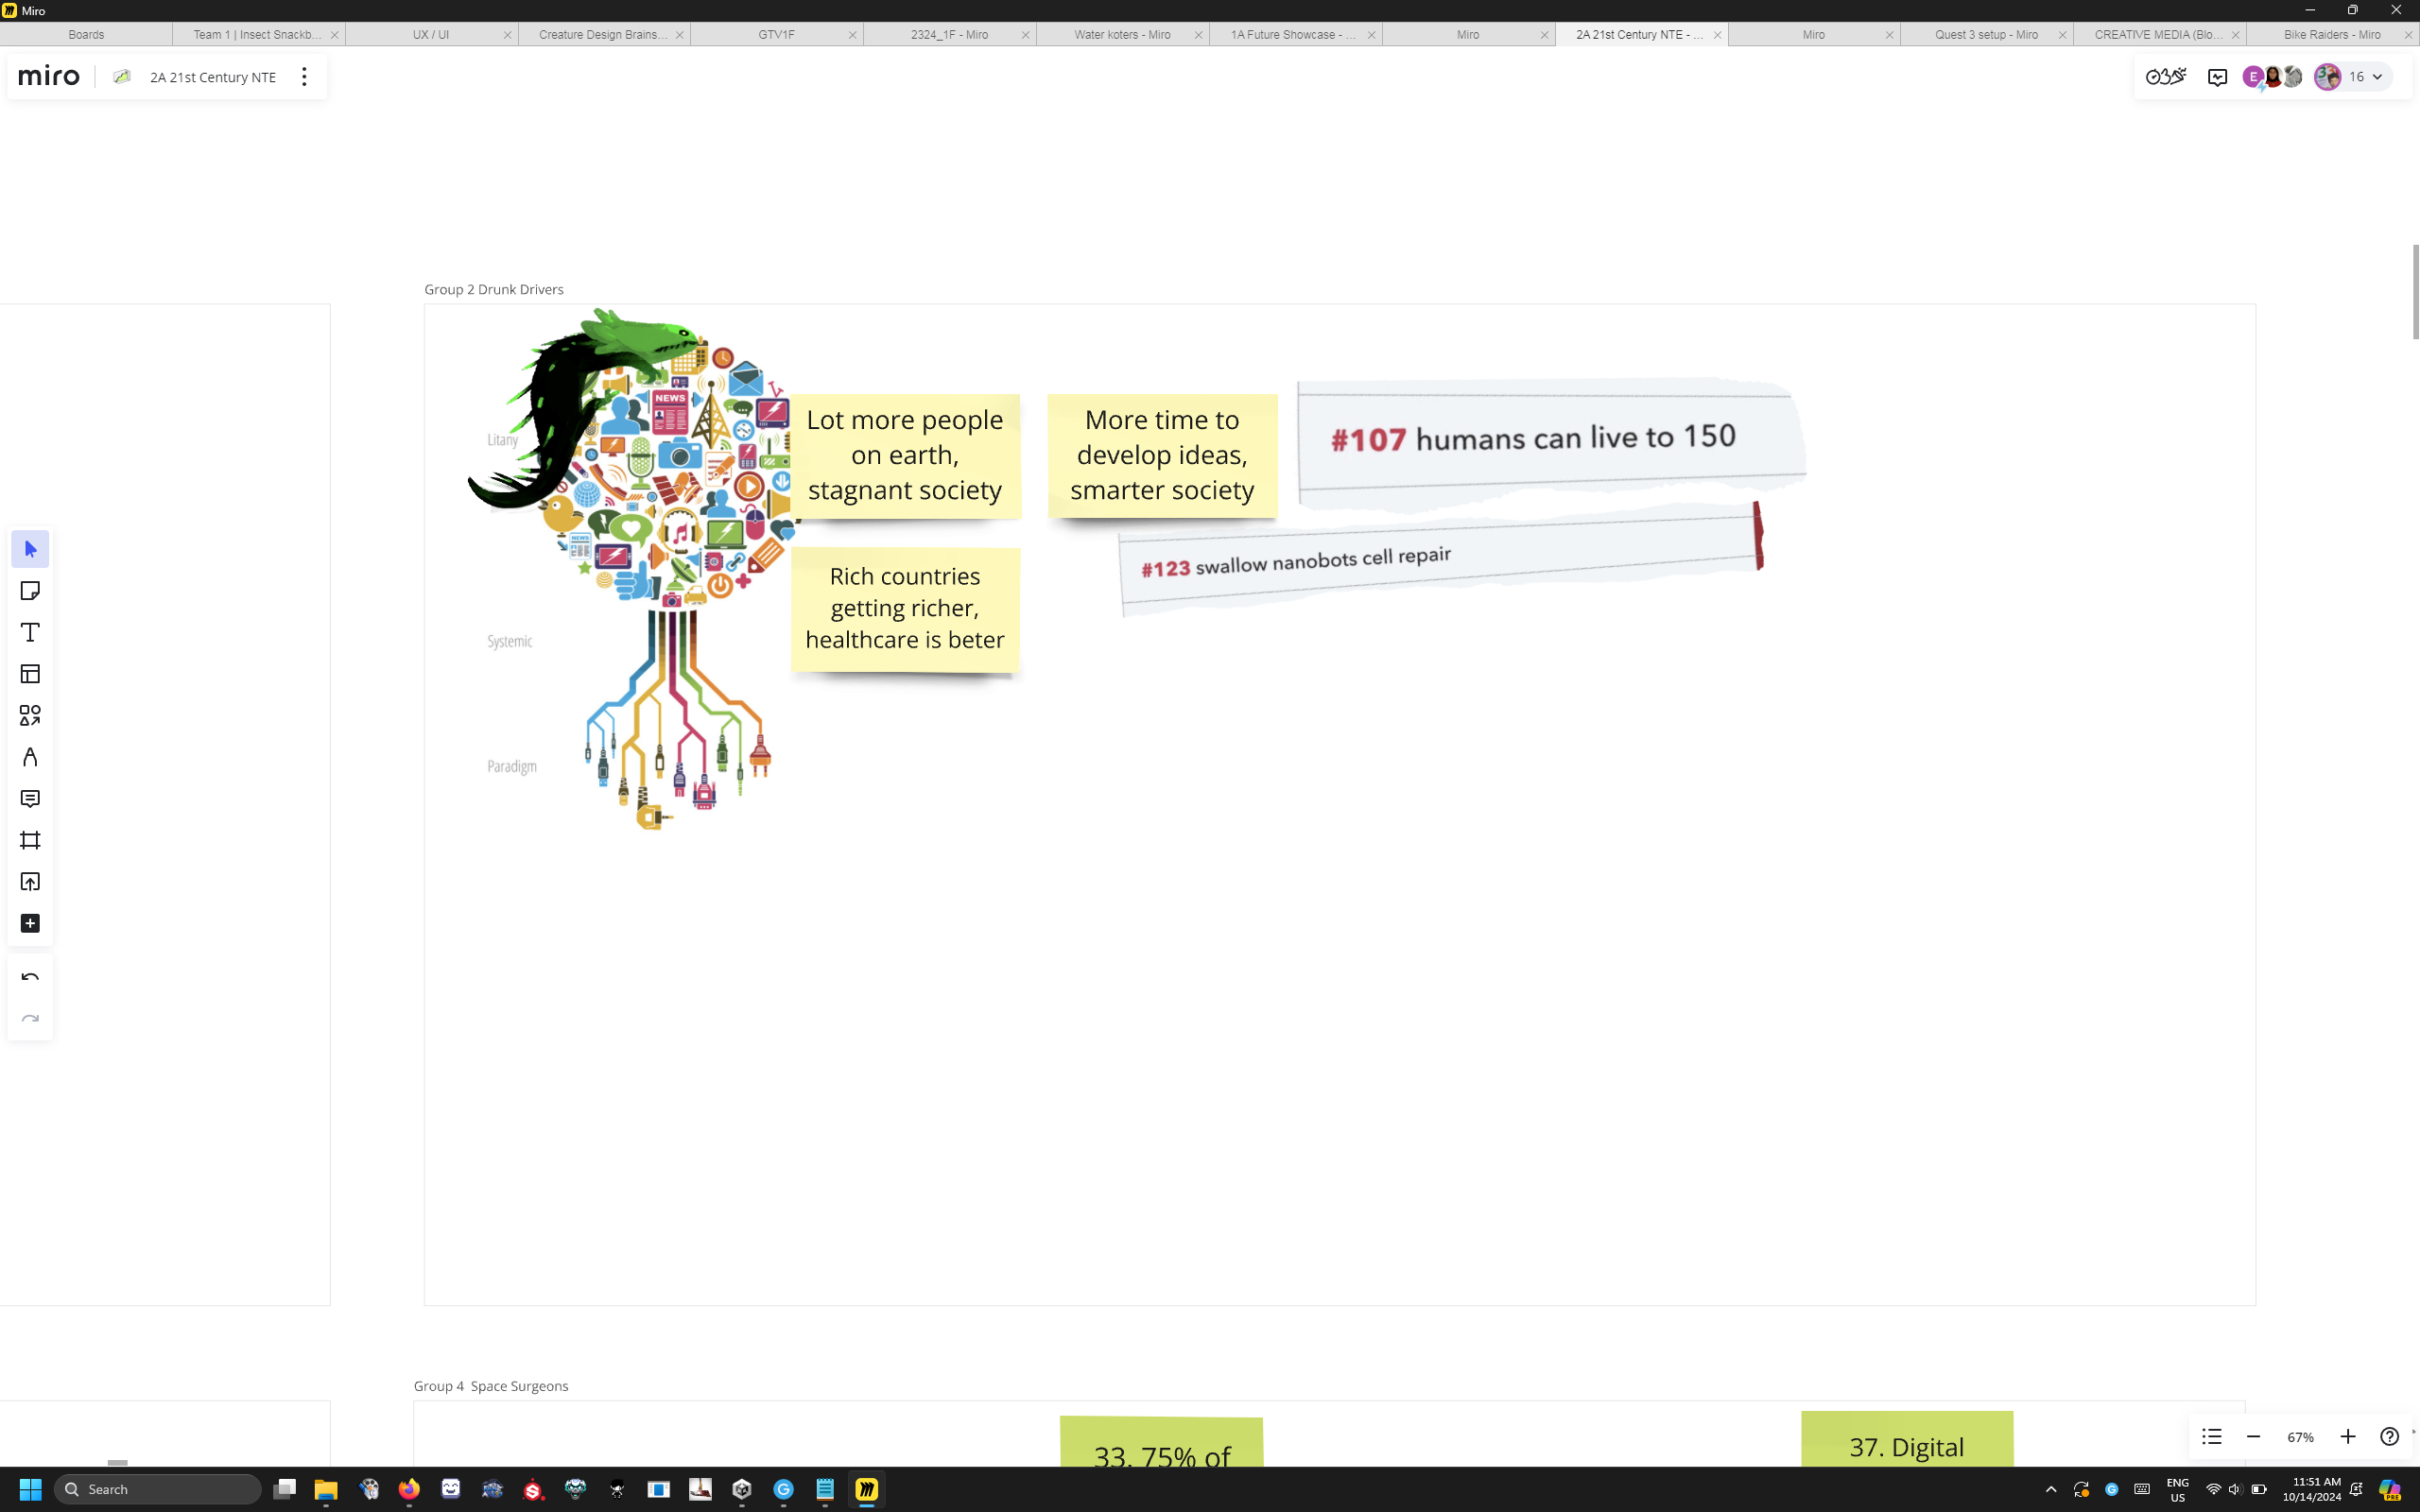 Miro
Boards
Team 1 | Insect Snackb...
UX / UI
Creature Design Brains...
GTV1F
2324_1F - Miro
Water koters - Miro
1A Future Showcase - ...
Miro
2A 21st Century NTE - ...
Miro
Quest 3 setup - Miro
CREATIVE MEDIA (Blo...
Bike Raiders - Miro
miro
2A 21st Century NTE
E
16
Group 2 Drunk Drivers
NEWS
Litany
Lot more people
on earth,
stagnant society
More time to
develop ideas,
smarter society
#107 humans can live to 150
#123 swallow nanobots cell repair
NEWS
Rich countries
getting richer,
healthcare is beter
Systemic
Paradigm
Group 4 Space Surgeons
33. 75% of
37. Digital
67%
Search
ENG
US
11:51 AM
10/14/2024
PRE